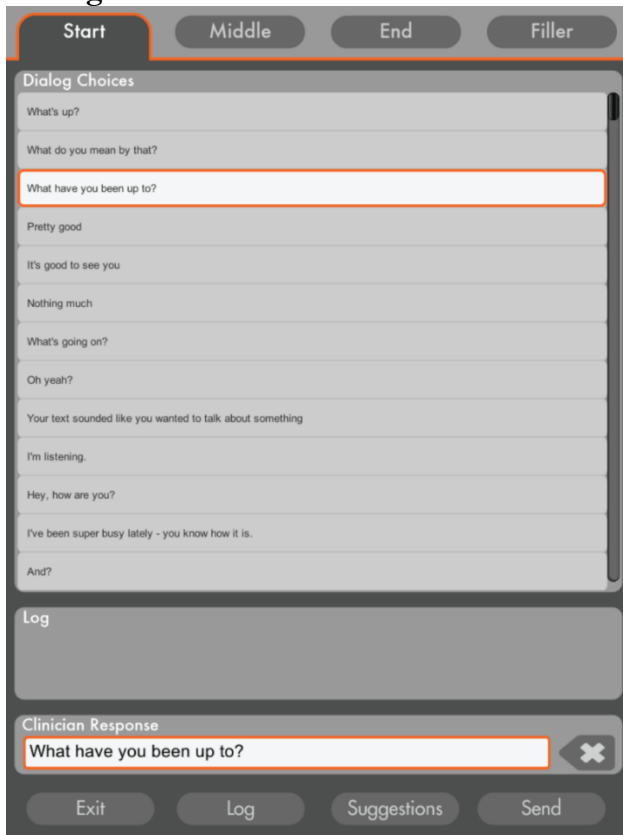 Start Middle End Filler
Dialog Choices
What's up?
What do you mean by that?
What have you been up to?
Pretty good
It's good to see you
Nothing much
What's going on?
Oh yeah?
Your text sounded like you wanted to talk about something
I'm listening.
Hey, how are you?
I've been super busy lately - you know how it is.
And?
Log
Clinician Response
What have you been up to?
Exit Log Suggestions Send